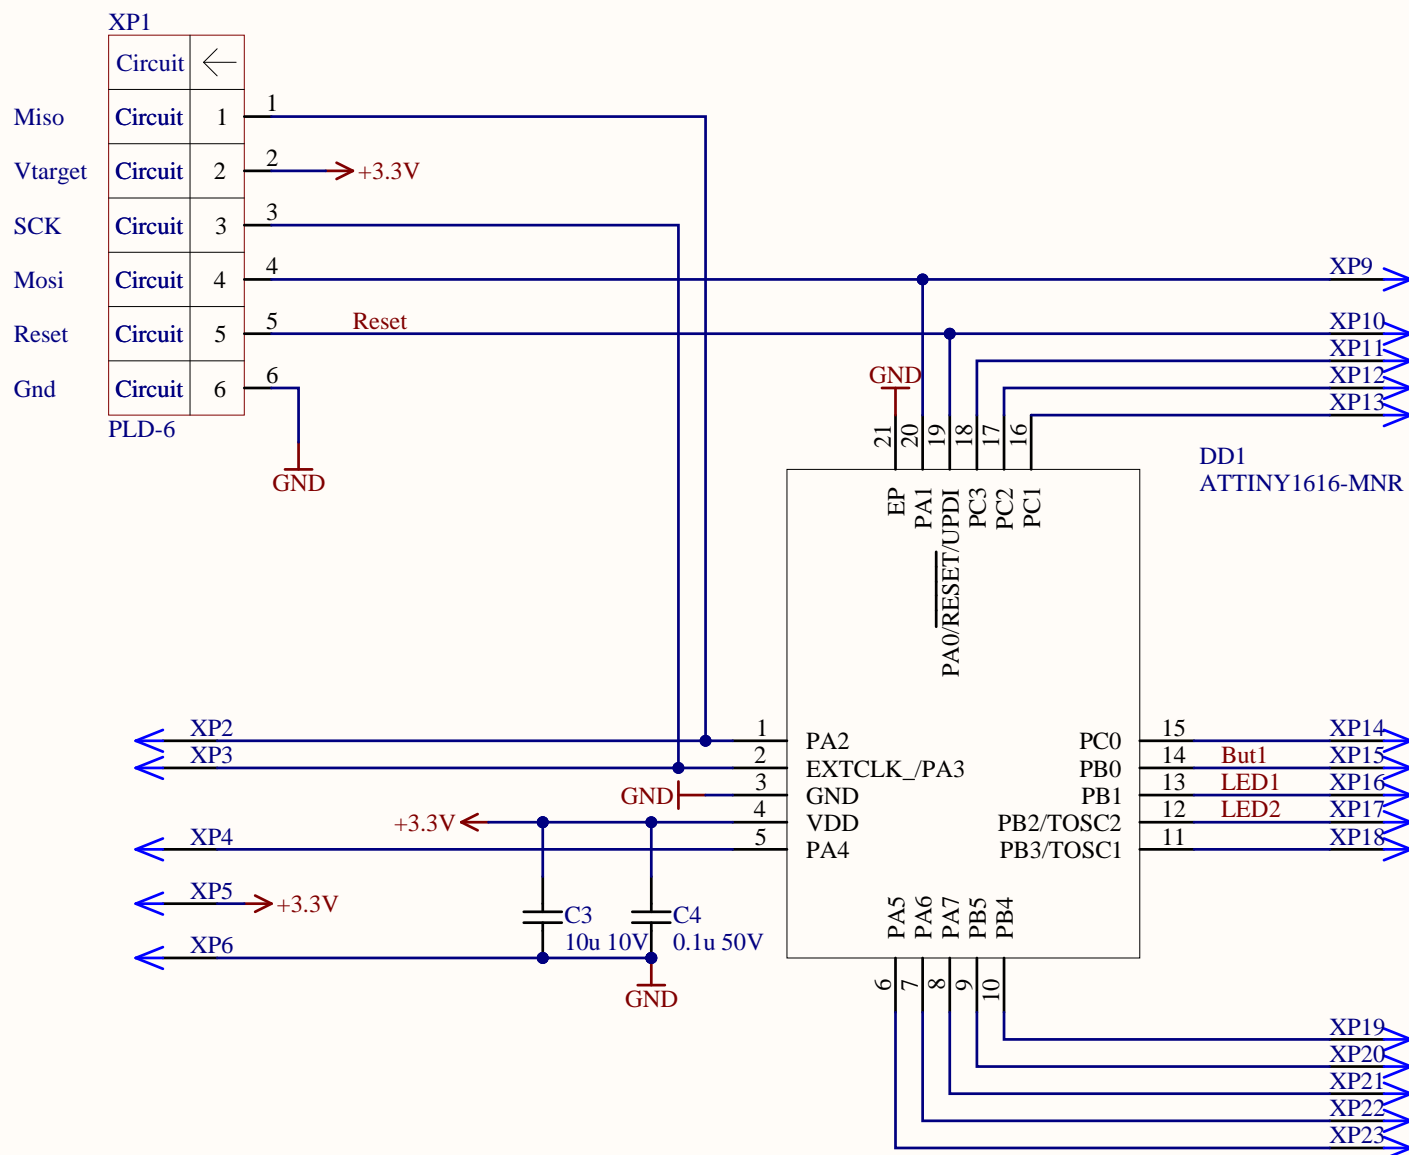 XP1
Circuit
Miso Circuit 1 1
Vtarget Circuit 2 2 +3.3V
SCK Circuit 3 3
Mosi Circuit 4 4 XP9
Reset Circuit 5 5 Reset XP10
XP11
Gnd Circuit 6 6 GND XP12
XP13
PLD-6
GND
21 20 19 18 17 16
DD1
ATTINY1616-MNR
EP PA1 PA0/RESET/UPDI PC3 PC2 PC1
XP2 1 PA2 PC0 15 XP14
XP3 2 EXTCLK_/PA3 PB0 14 But1 XP15
GND 3 GND PB1 13 LED1 XP16
+3.3V 4 VDD PB2/TOSC2 12 LED2 XP17
XP4 5 PA4 PB3/TOSC1 11 XP18
XP5 +3.3V
C3 C4
10u 10V 0.1u 50V
PA5 PA6 PA7 PB5 PB4
XP6
GND
6 7 8 9 10
XP19
XP20
XP21
XP22
XP23